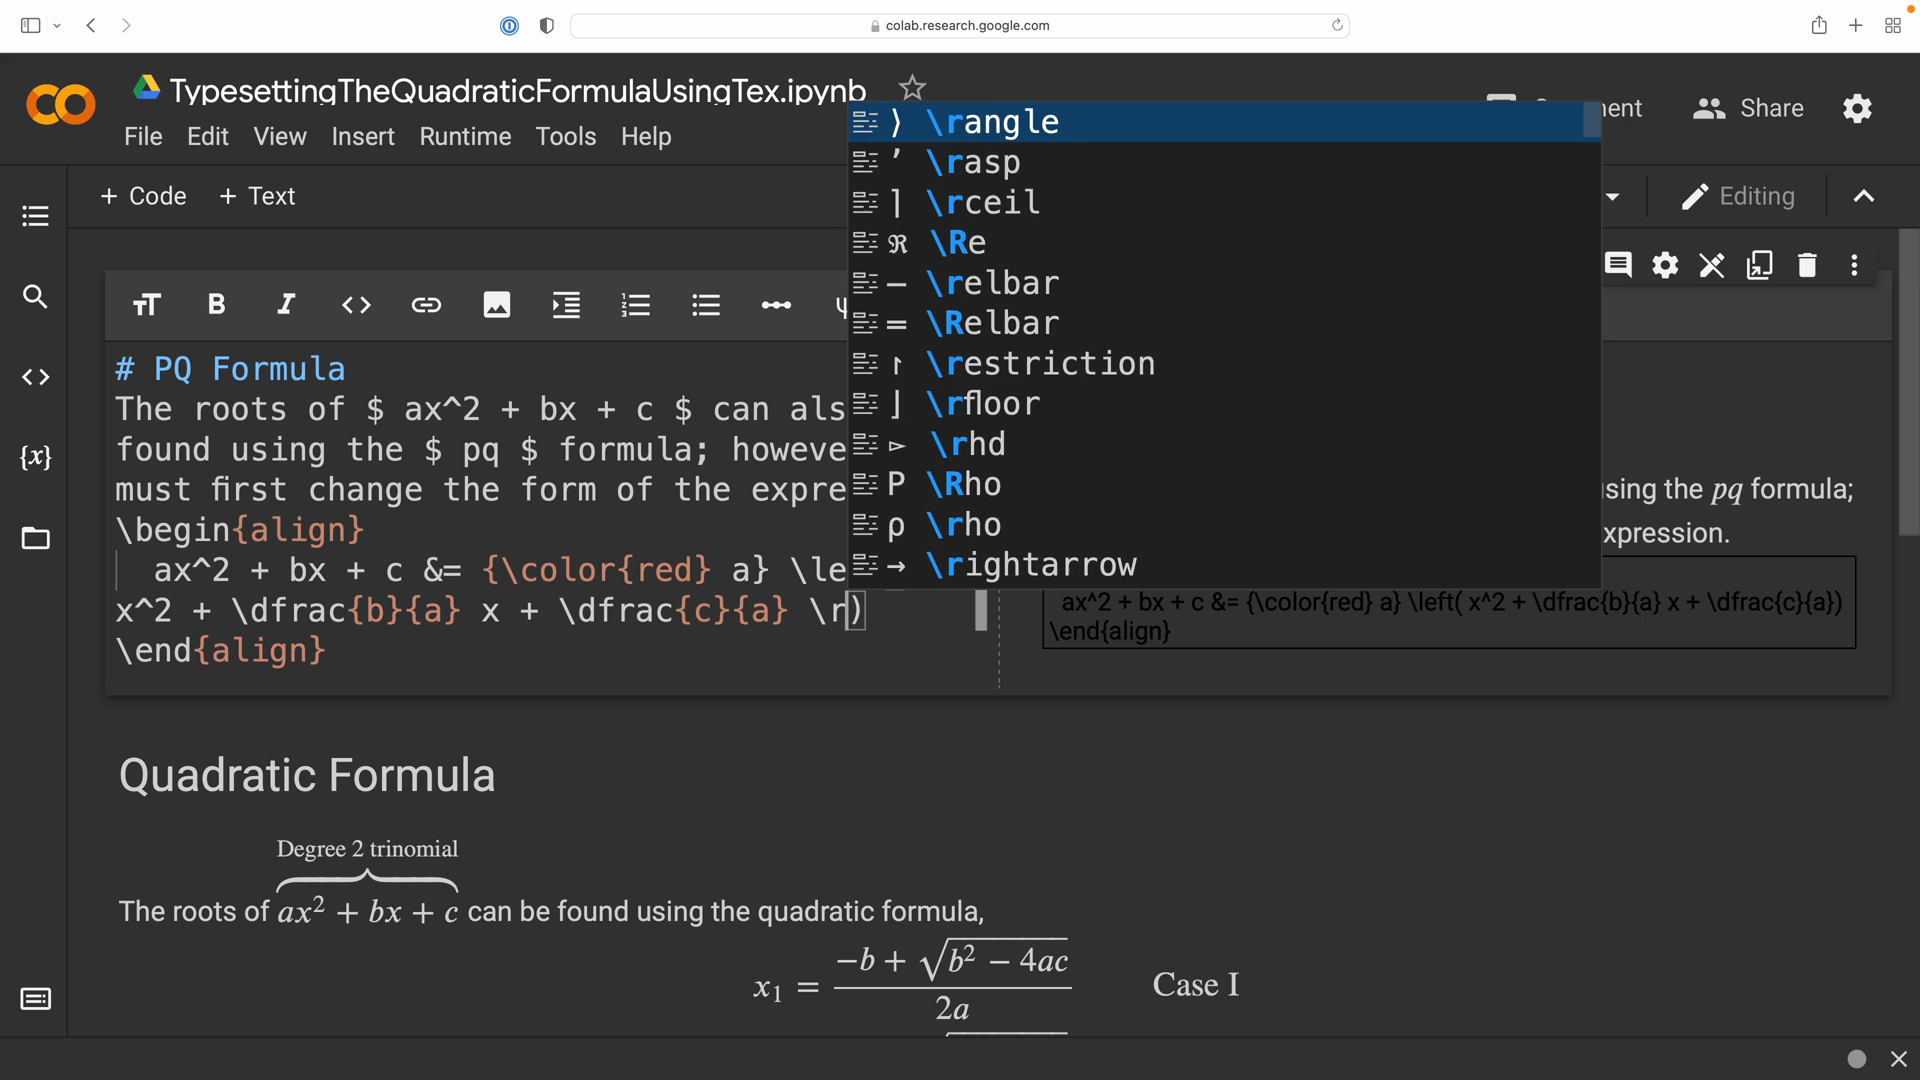 colab.research.google.com
TypesettingTheQuadraticFormulaUsingTex.ipynb
File Edit View Insert Runtime Tools Help
Share
+ Code + Text
Editing
⟩ \rangle
’ \rasp
⌉ \rceil
ℜ \Re
− \relbar
= \Relbar
↾ \restriction
⌋ \rfloor
⊳ \rhd
Ρ \Rho
ρ \rho
→ \rightarrow
# PQ Formula
The roots of $ ax^2 + bx + c $ can als
found using the $ pq $ formula; howeve
must first change the form of the expre
\begin{align}
ax^2 + bx + c &= {\color{red} a} \le
x^2 + \dfrac{b}{a} x + \dfrac{c}{a} \r)
\end{align}
sing the pq formula;
xpression.
ax^2 + bx + c &= {\color{red} a} \left( x^2 + \dfrac{b}{a} x + \dfrac{c}{a})
\end{align}
Quadratic Formula
Degree 2 trinomial
The roots of ax² + bx + c can be found using the quadratic formula,
x₁ = (−b + √(b² − 4ac)) / 2a Case I